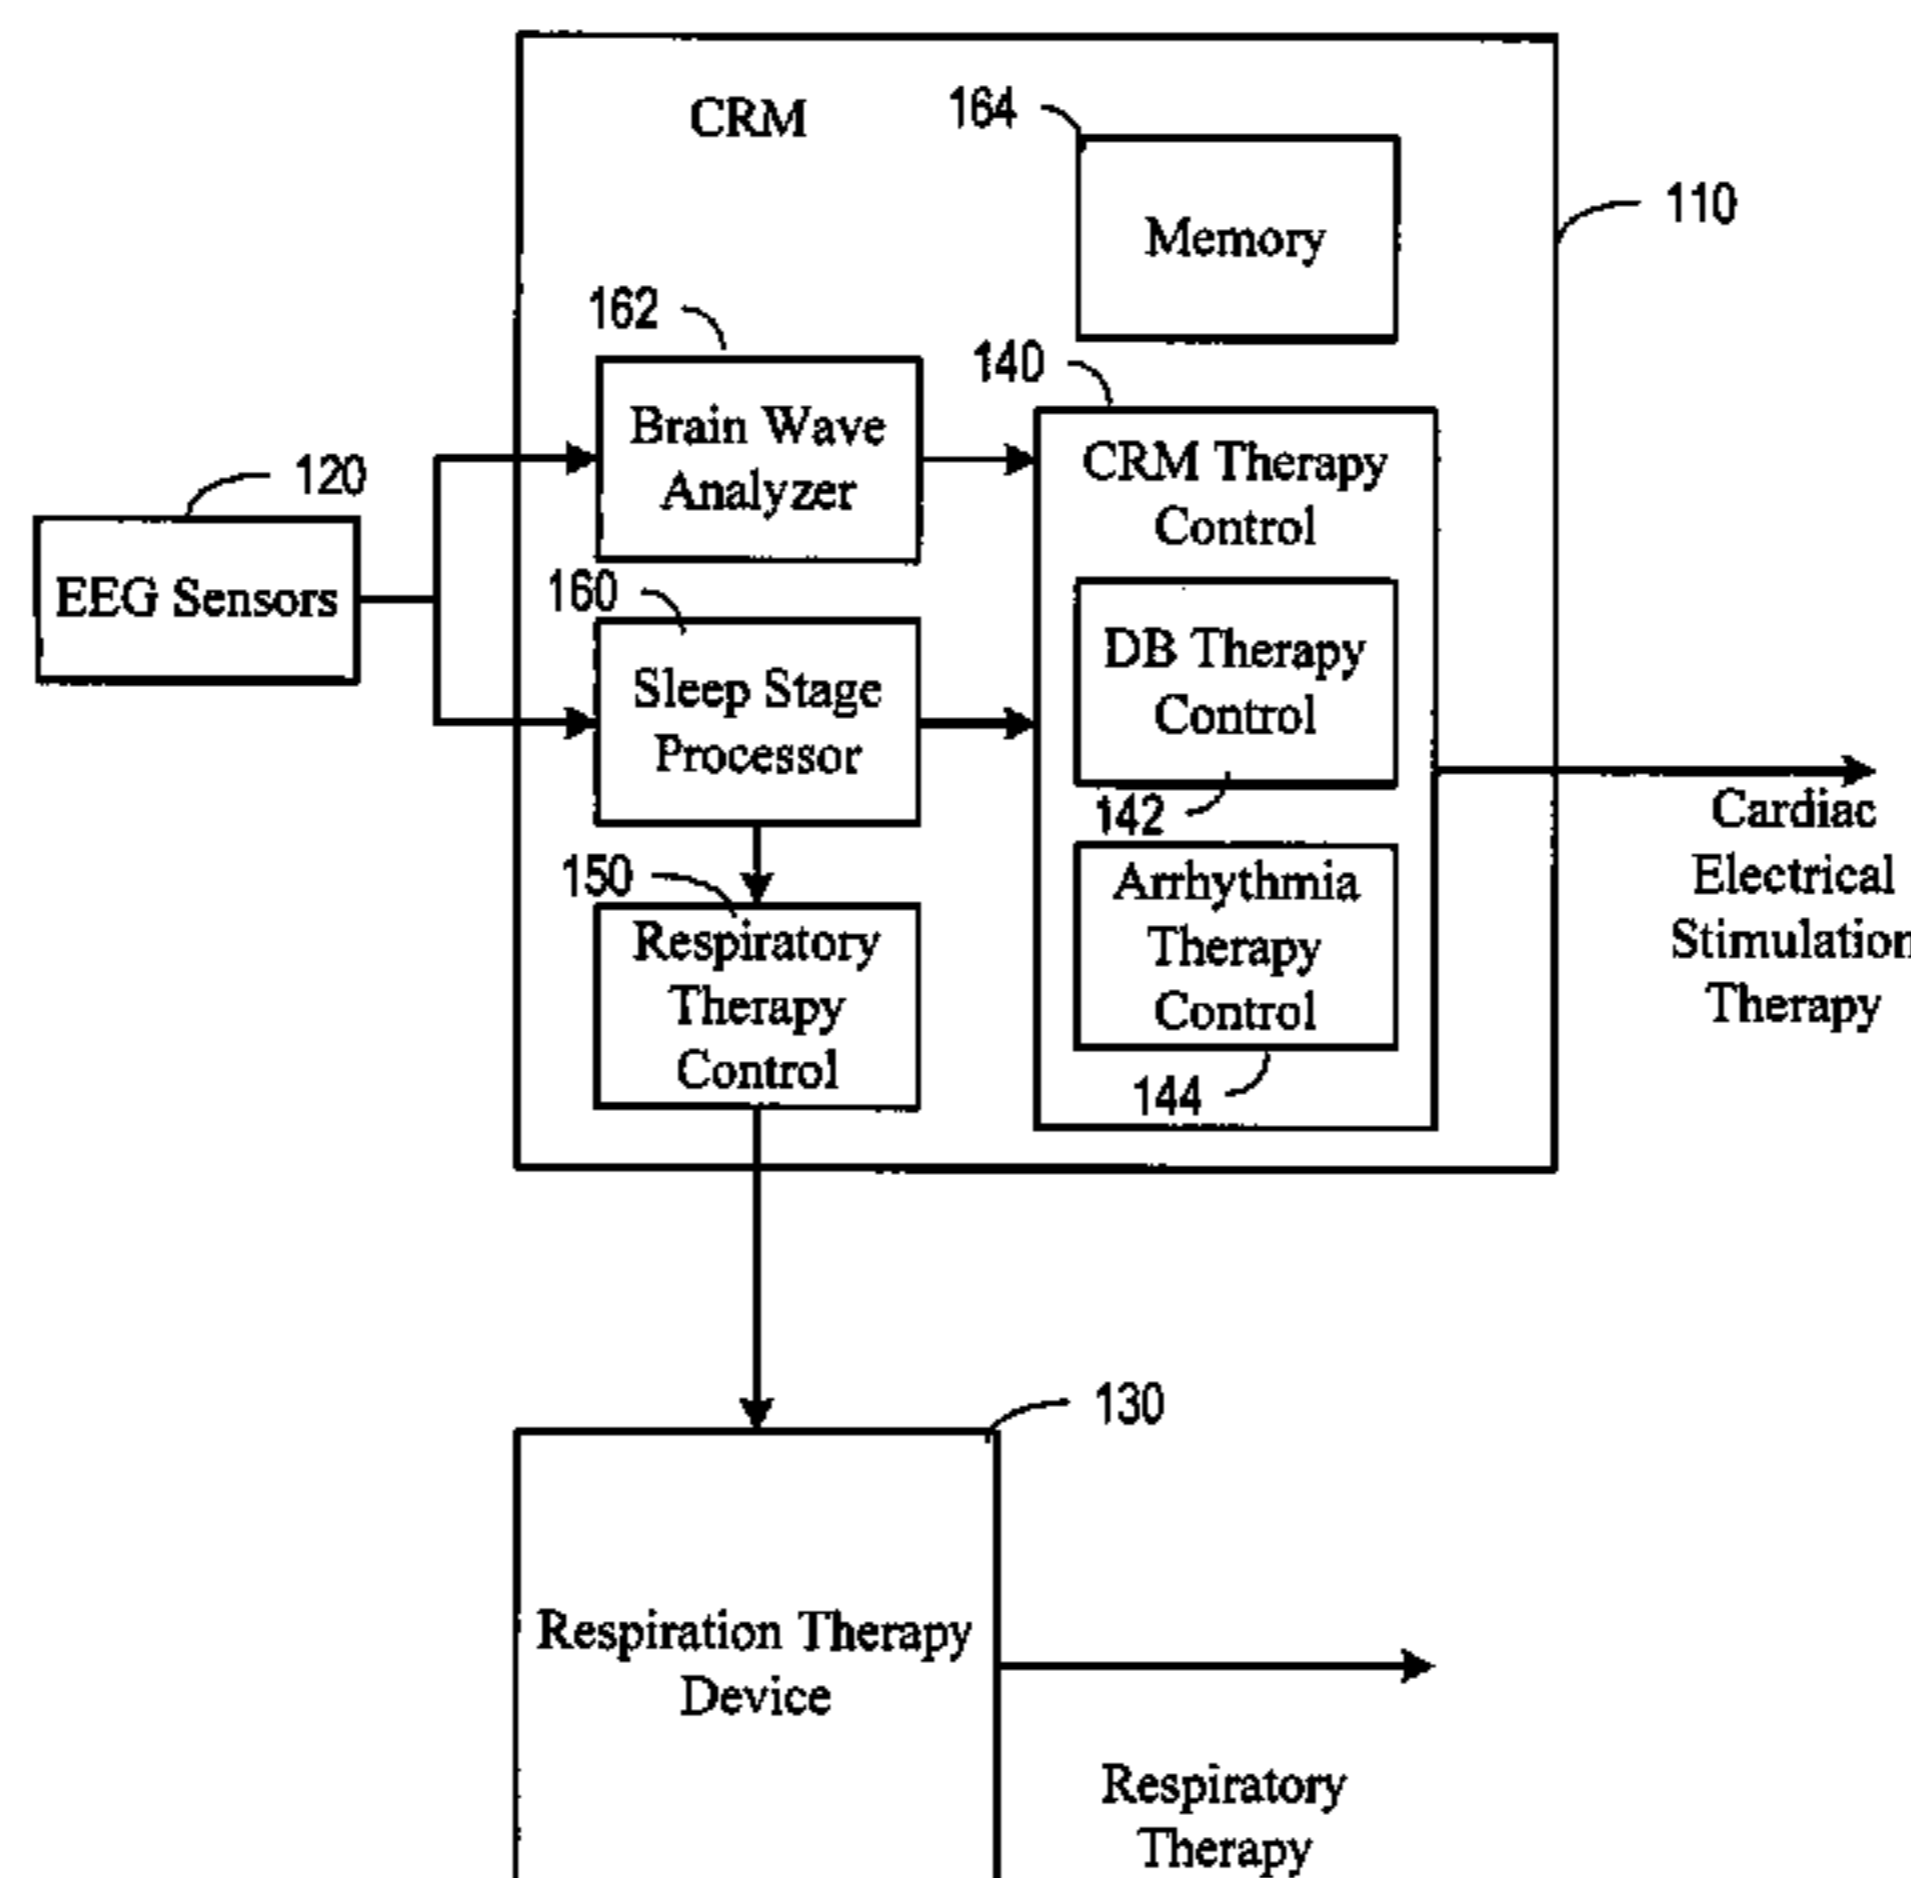 CRM
164
Memory
110
162
Brain Wave
Analyzer
140
CRM Therapy
Control
120
EEG Sensors
160
Sleep Stage
Processor
DB Therapy
Control
142
Cardiac
Electrical
Stimulation
Therapy
150
Respiratory
Therapy
Control
Arrhythmia
Therapy
Control
144
130
Respiration Therapy
Device
Respiratory
Therapy